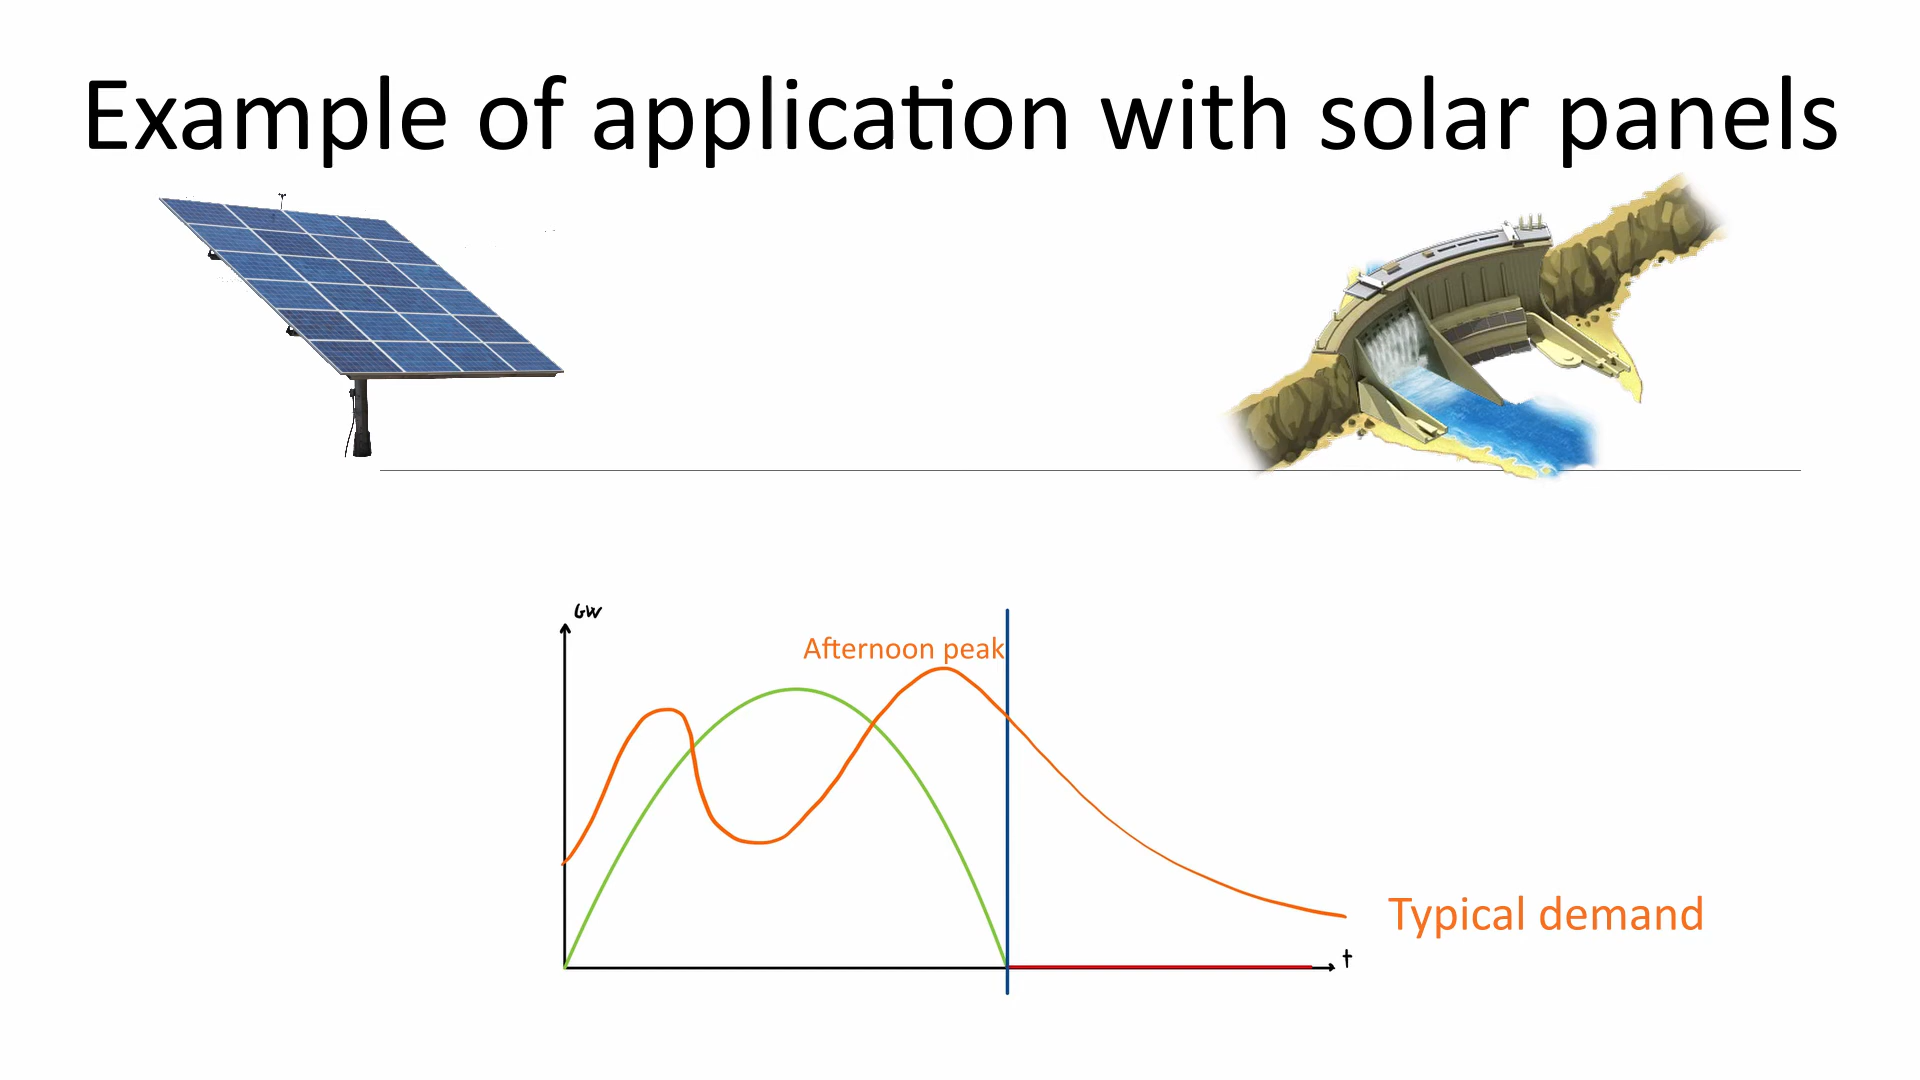 Example of application with solar panels
GW
Afternoon peak
Typical demand
t